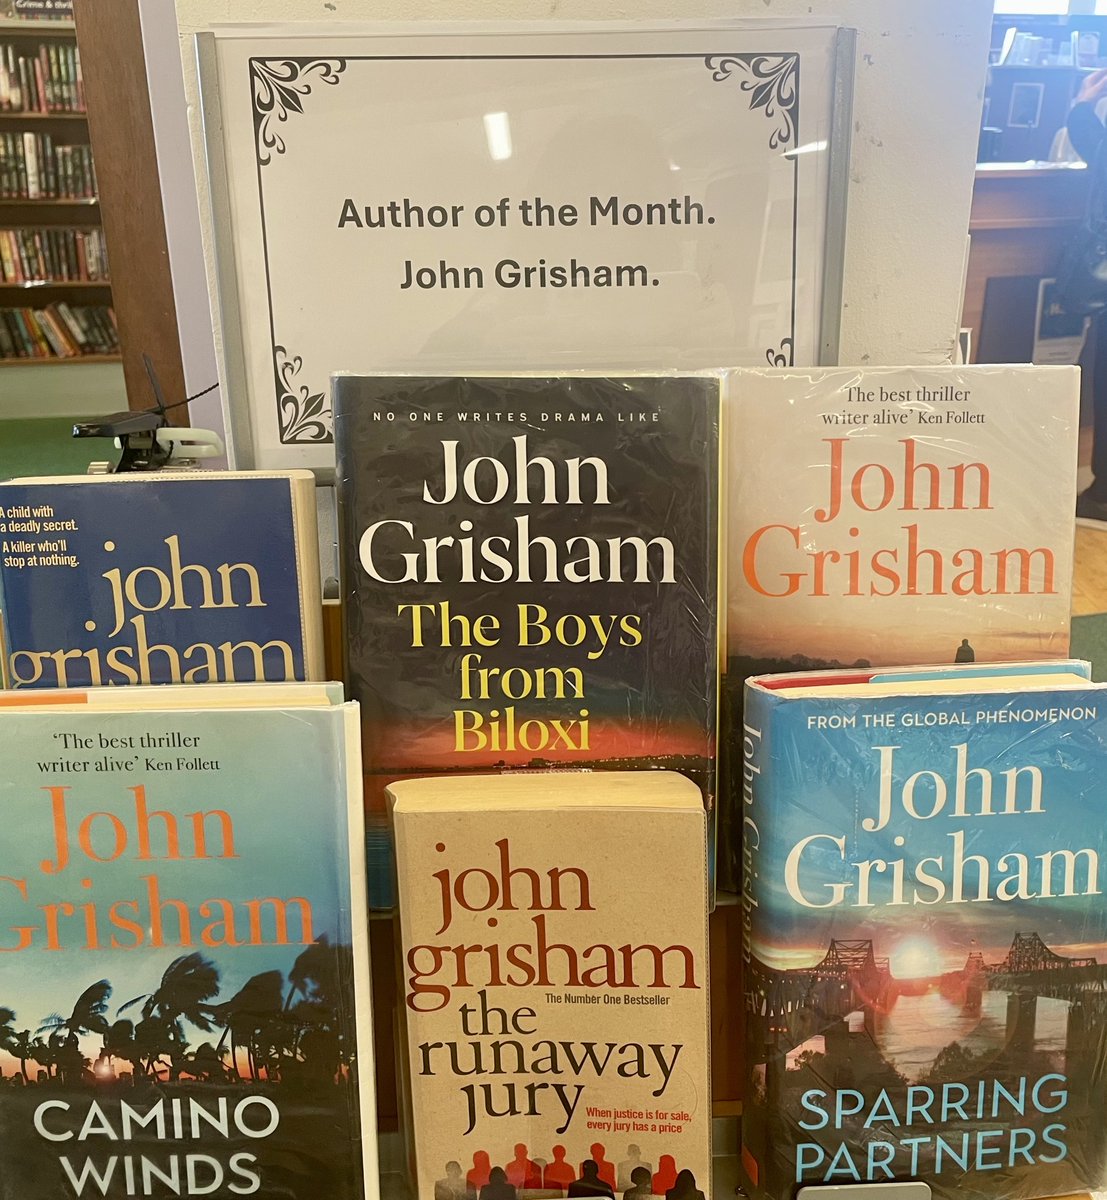 Crime & thril
Author of the Month.
John Grisham.
A child with
a deadly secret.
A killer who'll
stop at nothing.
john
grisham
NO ONE WRITES DRAMA LIKE
John
Grisham
The Boys
from
Biloxi
'The best thriller
writer alive' Ken Follett
John
Grisham
'The best thriller
writer alive' Ken Follett
John
Grisham
CAMINO
WINDS
john
grisham
The Number One Bestseller
the
runaway
jury
When justice is for sale,
every jury has a price
John Grisham
FROM THE GLOBAL PHENOMENON
John
Grisham
SPARRING
PARTNERS